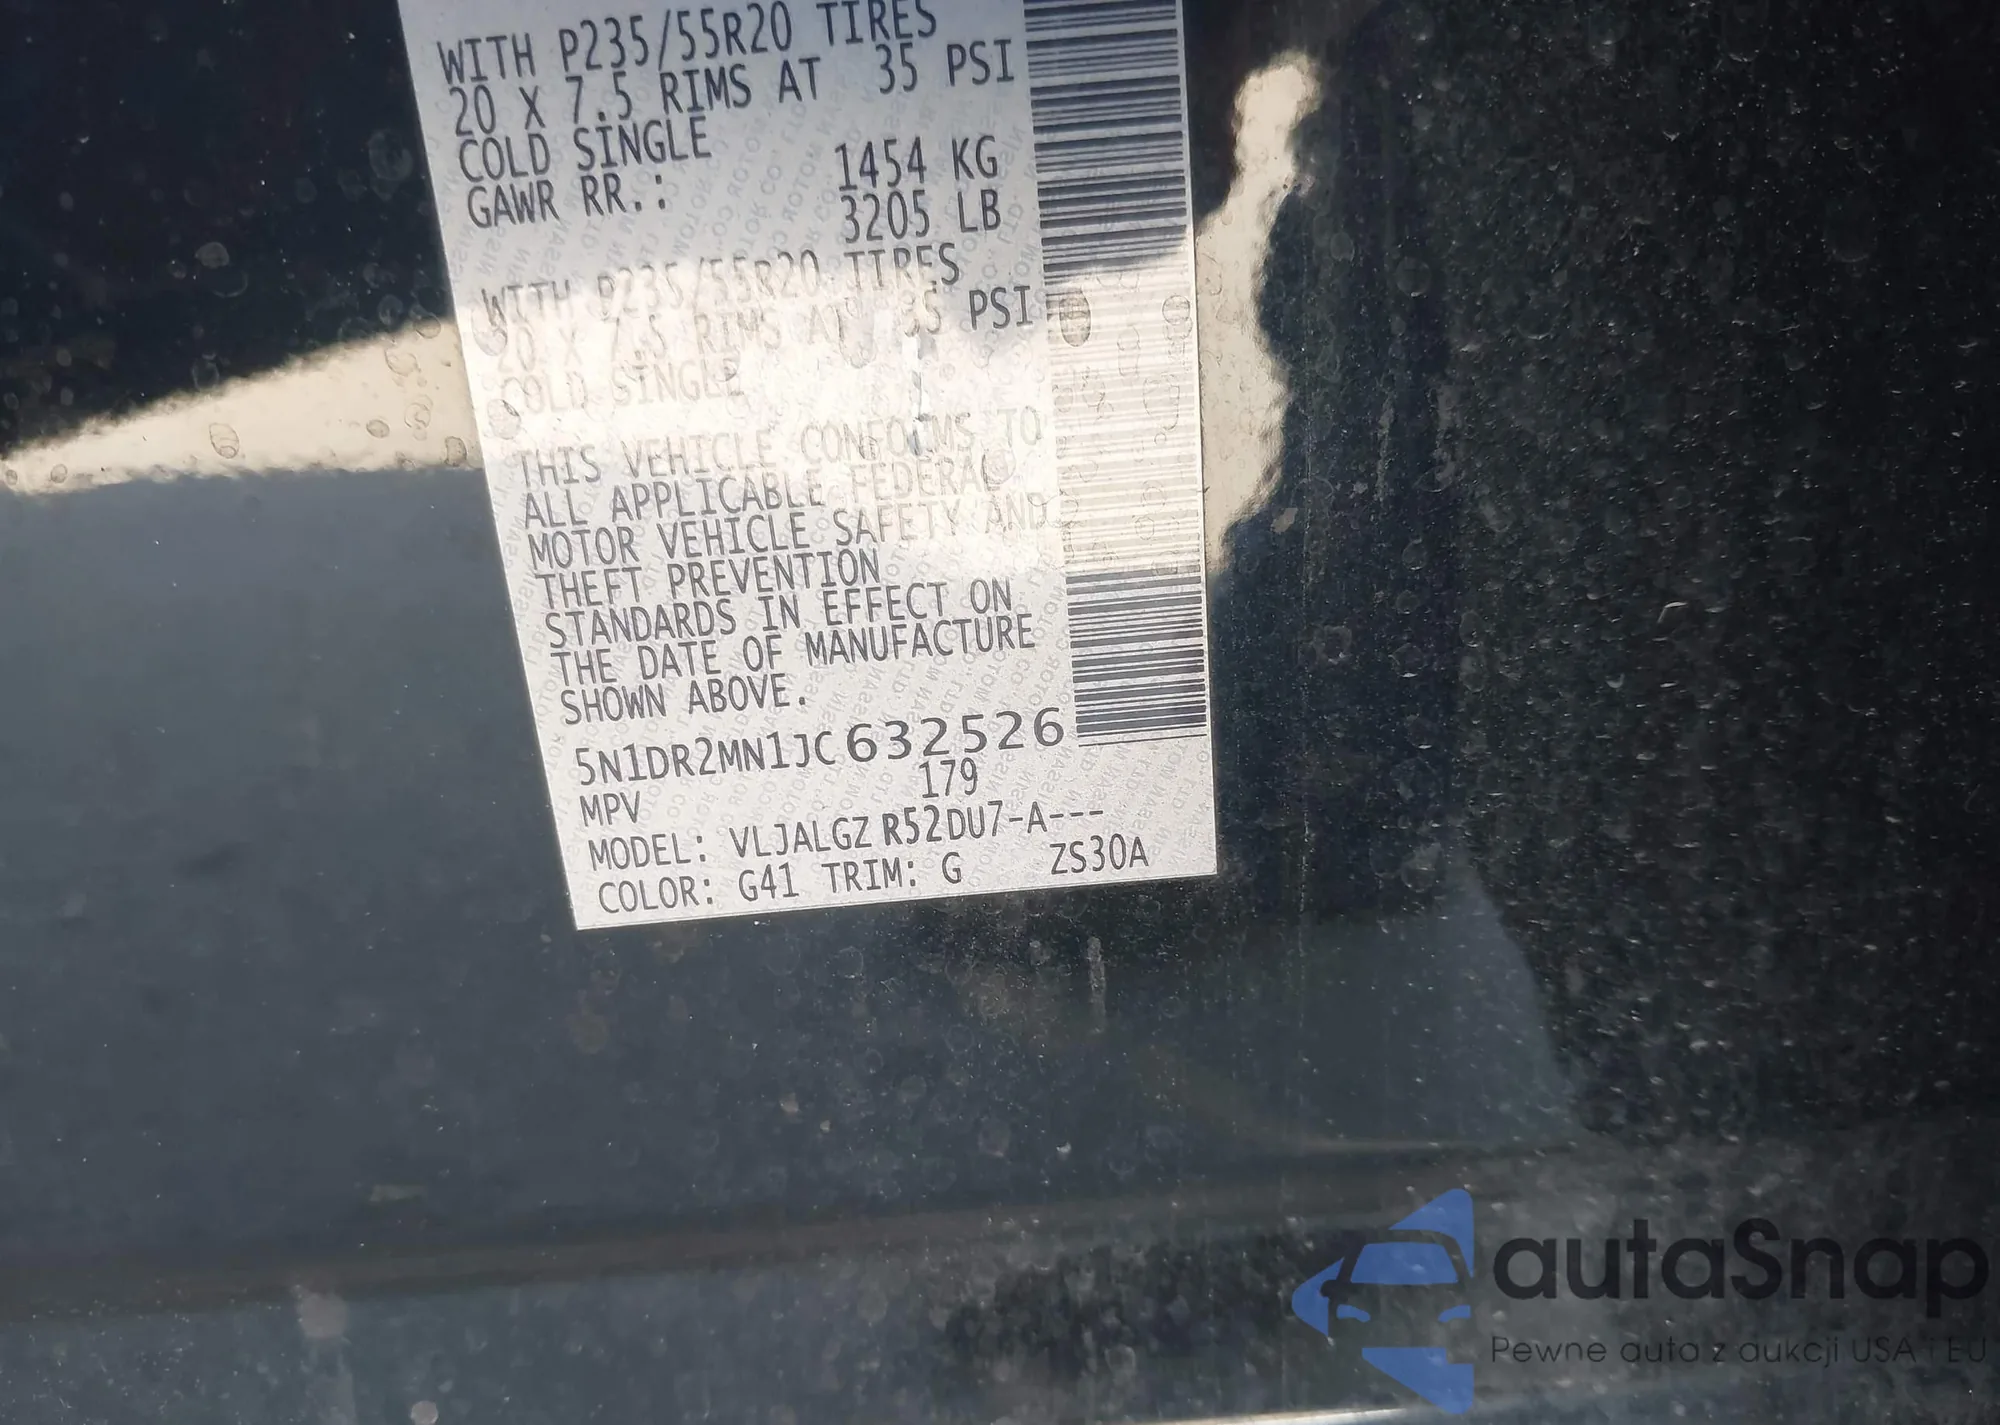 WITH P235/55R20 TIRES
20 X 7.5 RIMS AT 35 PSI
COLD SINGLE
GAWR RR.: 1454 KG
3205 LB
WITH P235/55R20 TIRES
20 X 7.5 RIMS AT 35 PSI
COLD SINGLE
THIS VEHICLE CONFORMS TO
ALL APPLICABLE FEDERAL
MOTOR VEHICLE SAFETY AND
THEFT PREVENTION
STANDARDS IN EFFECT ON
THE DATE OF MANUFACTURE
SHOWN ABOVE.
5N1DR2MN1JC632526
MPV 179
MODEL: VLJALGZ R52DU7-A---
COLOR: G41 TRIM: G ZS30A
autaSnap
Pewne auta z aukcji USA i EU